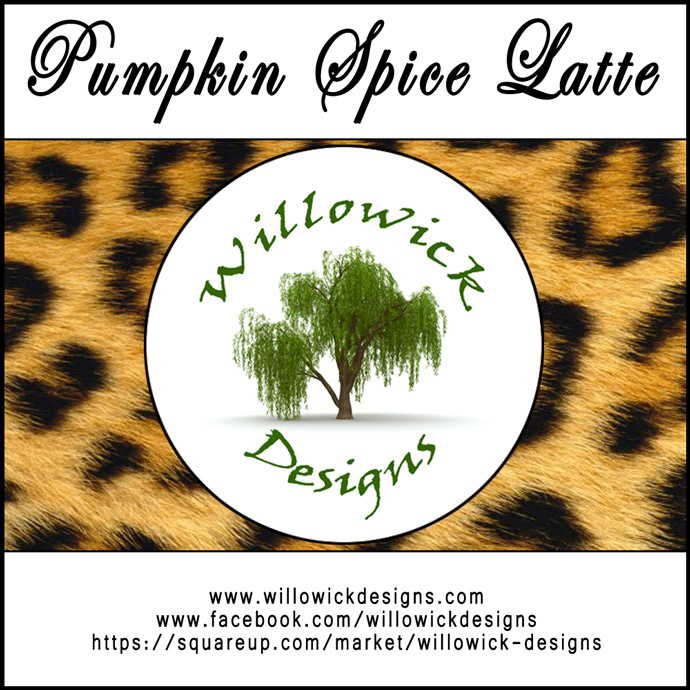 Pumpkin Spice Latte
Willowick
Designs
www.willowickdesigns.com
www.facebook.com/willowickdesigns
https://squareup.com/market/willowick-designs